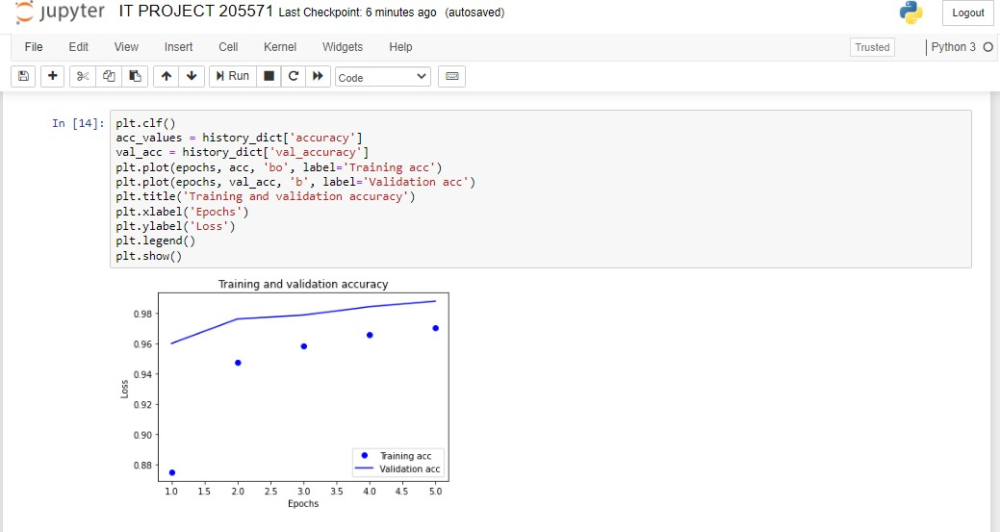 jupyter IT PROJECT 205571 Last Checkpoint: 6 minutes ago (autosaved)
Logout
File Edit View Insert Cell Kernel Widgets Help
Trusted
Python 3
Run
Code
In [14]:
plt.clf()
acc_values = history_dict['accuracy']
val_acc = history_dict['val_accuracy']
plt.plot(epochs, acc, 'bo', label='Training acc')
plt.plot(epochs, val_acc, 'b', label='Validation acc')
plt.title('Training and validation accuracy')
plt.xlabel('Epochs')
plt.ylabel('Loss')
plt.legend()
plt.show()
Training and validation accuracy
0.98
0.96
0.94
0.92
0.90
0.88
Loss
Training acc
Validation acc
1.0 1.5 2.0 2.5 3.0 3.5 4.0 4.5 5.0
Epochs